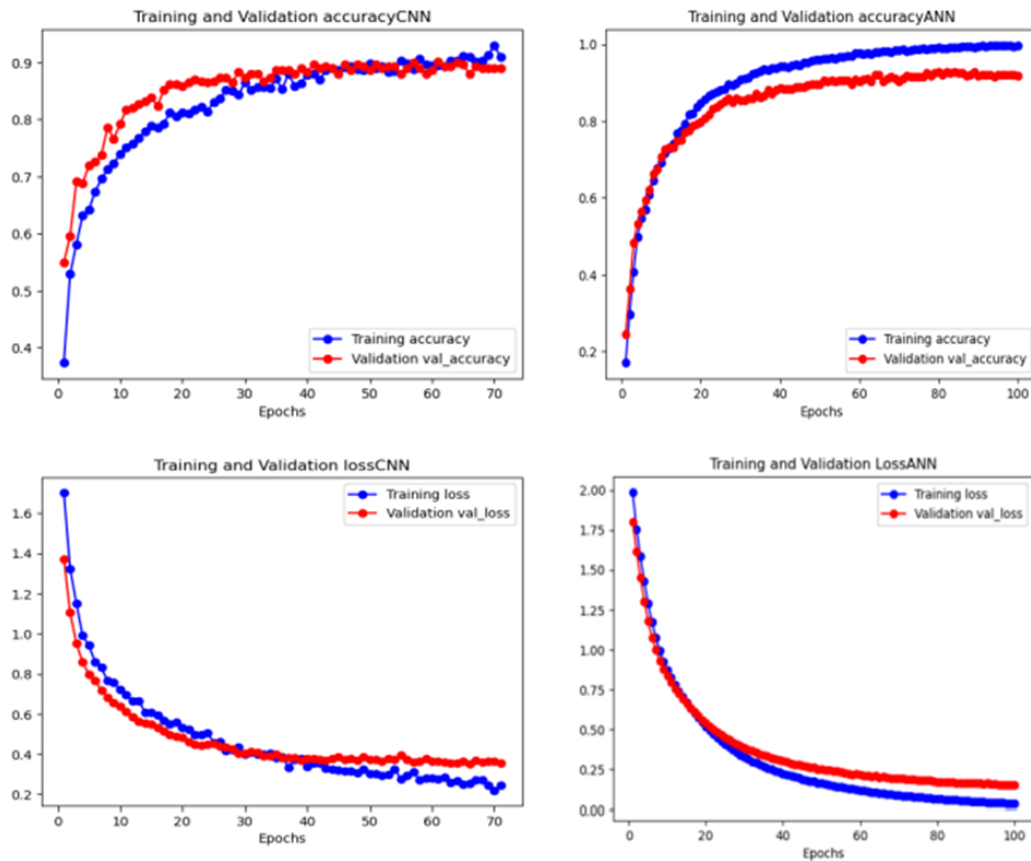 Training and Validation accuracyCNN
0.9
0.8
0.7
0.6
0.5
0.4
Training accuracy
Validation val_accuracy
0 10 20 30 40 50 60 70
Epochs
Training and Validation accuracyANN
1.0
0.8
0.6
0.4
0.2
Training accuracy
Validation val_accuracy
0 20 40 60 80 100
Epochs
Training and Validation lossCNN
1.6
1.4
1.2
1.0
0.8
0.6
0.4
0.2
Training loss
Validation val_loss
0 10 20 30 40 50 60 70
Epochs
Training and Validation LossANN
2.00
1.75
1.50
1.25
1.00
0.75
0.50
0.25
0.00
Training loss
Validation val_loss
0 20 40 60 80 100
Epochs